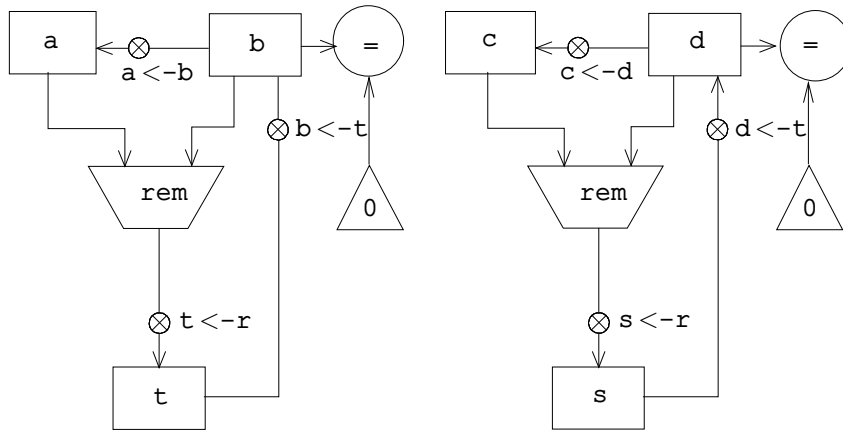 a b = c d =
a<-b c<-d
b<-t d<-t
rem rem
0 0
t<-r s<-r
t s